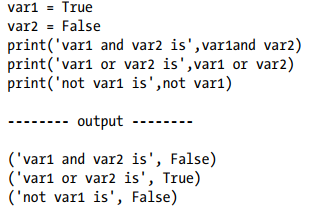 var1 = True
var2 = False
print('var1 and var2 is',var1and var2)
print('var1 or var2 is',var1 or var2)
print('not var1 is',not var1)
-------- output --------
('var1 and var2 is', False)
('var1 or var2 is', True)
('not var1 is', False)